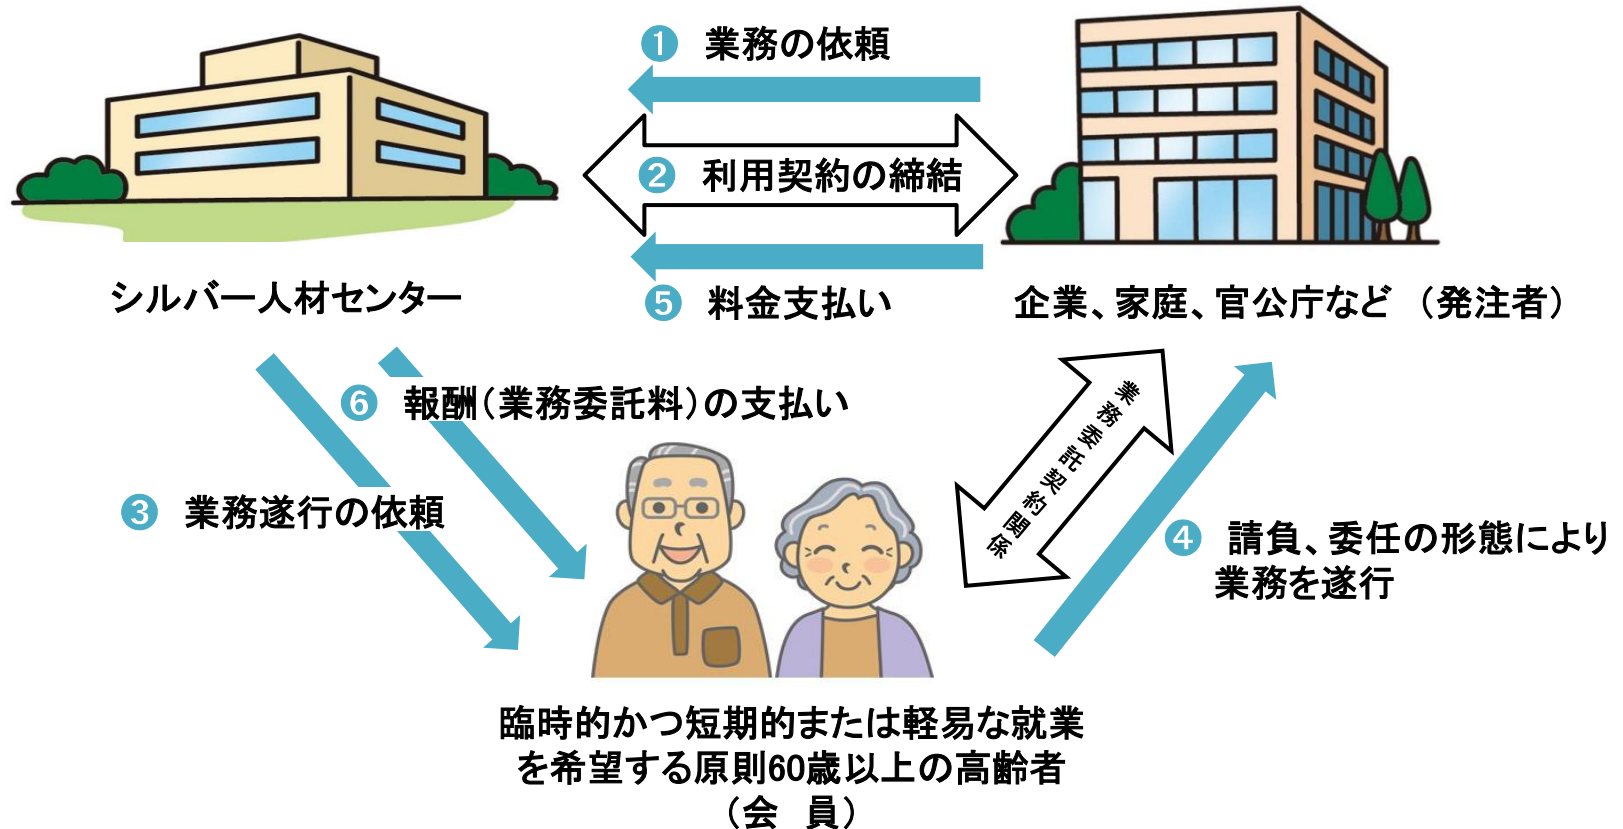 ❶ 業務の依頼
❷ 利用契約の締結
シルバー人材センター
❺ 料金支払い
企業、家庭、官公庁など （発注者）
❻ 報酬（業務委託料）の支払い
業務委託契約関係
❸ 業務遂行の依頼
❹ 請負、委任の形態により
業務を遂行
臨時的かつ短期的または軽易な就業
を希望する原則60歳以上の高齢者
（会　員）